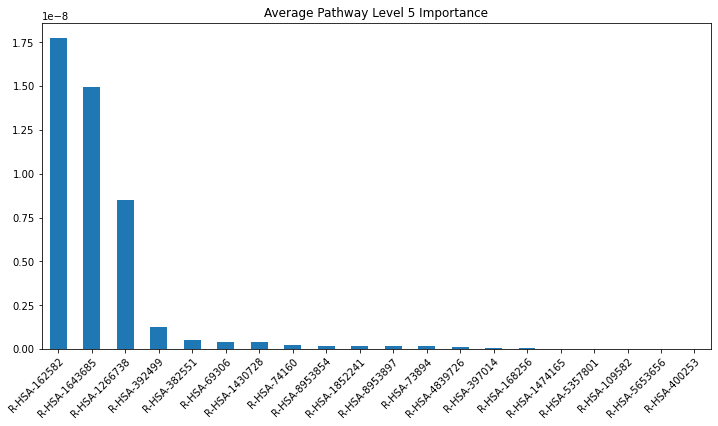 Average Pathway Level 5 Importance
1e−8
1.75
1.50
1.25
1.00
0.75
0.50
0.25
0.00
R-HSA-162582
R-HSA-1643685
R-HSA-1266738
R-HSA-392499
R-HSA-382551
R-HSA-69306
R-HSA-1430728
R-HSA-74160
R-HSA-8953854
R-HSA-1852241
R-HSA-8953897
R-HSA-73894
R-HSA-4839726
R-HSA-397014
R-HSA-168256
R-HSA-1474165
R-HSA-5357801
R-HSA-109582
R-HSA-5653656
R-HSA-400253